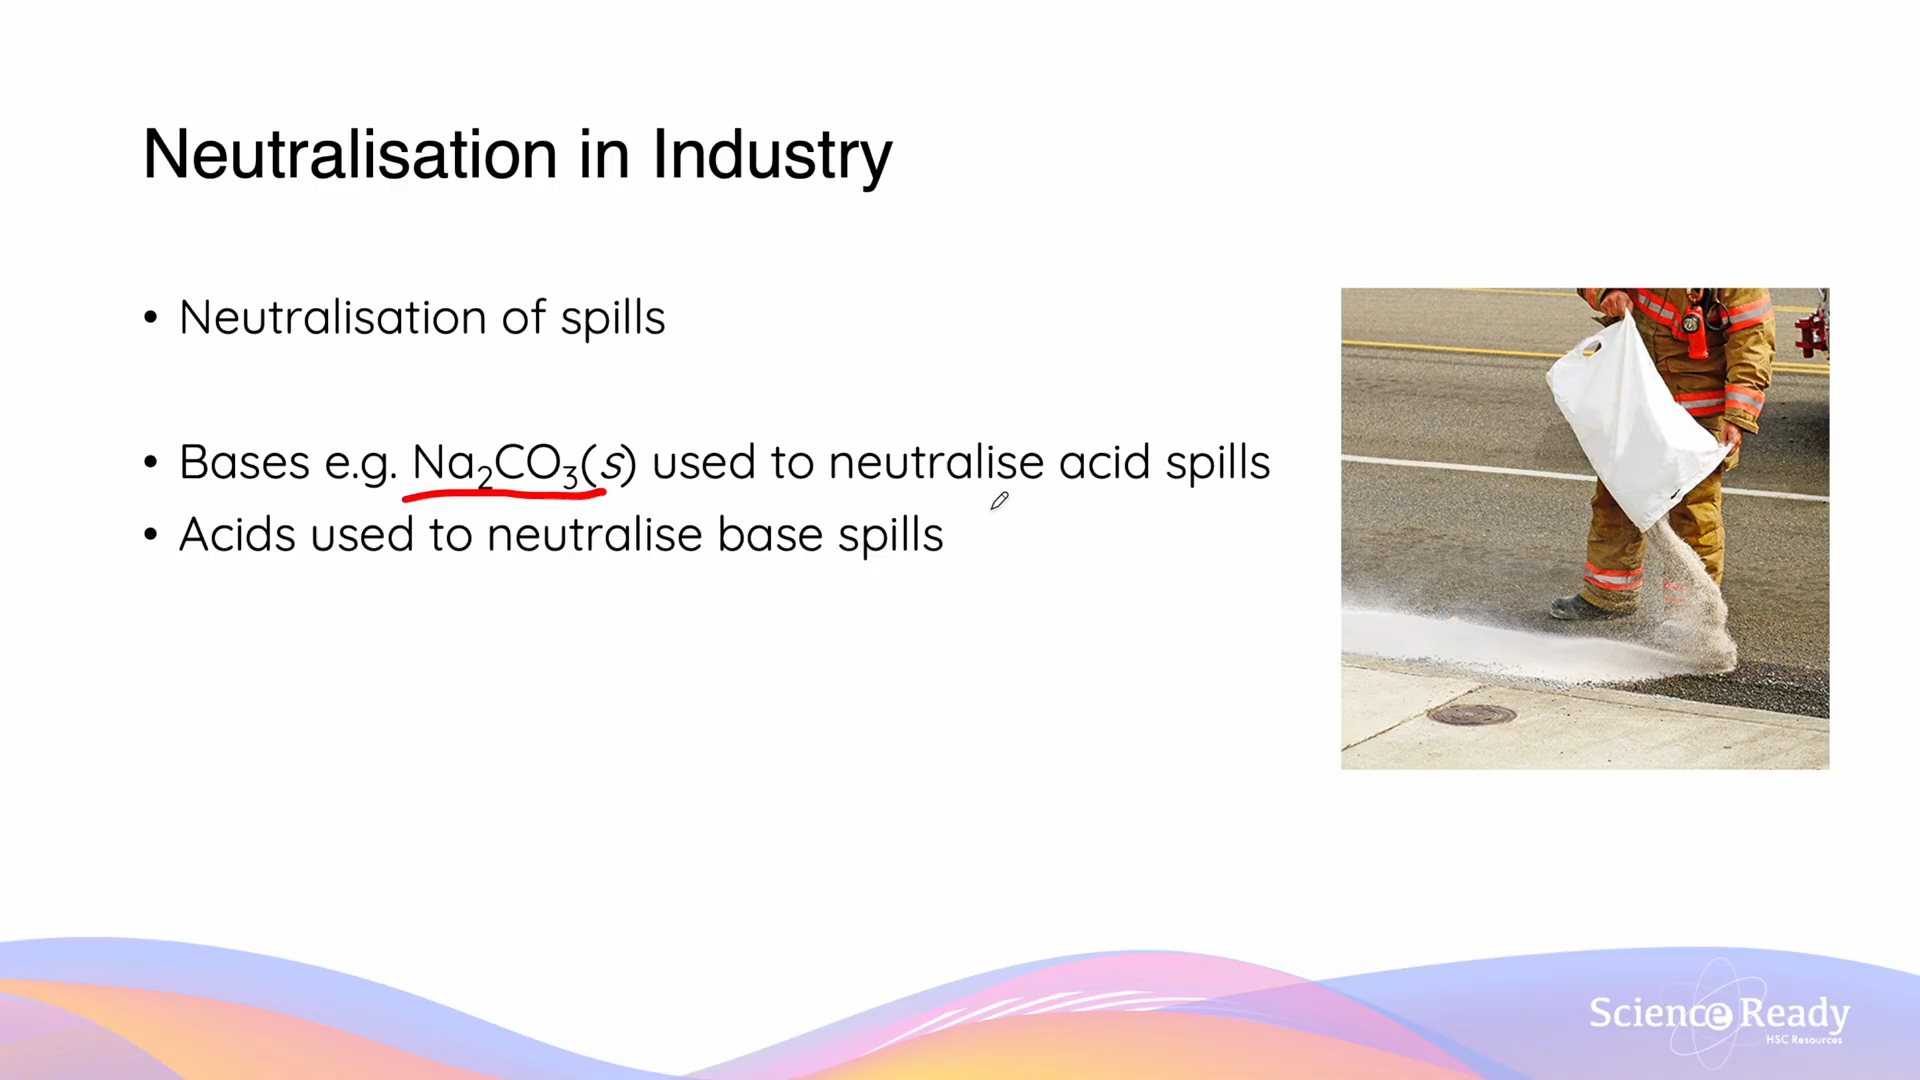 Neutralisation in Industry
• Neutralisation of spills
• Bases e.g. Na₂CO₃(s) used to neutralise acid spills
• Acids used to neutralise base spills
Science Ready
HSC Resources